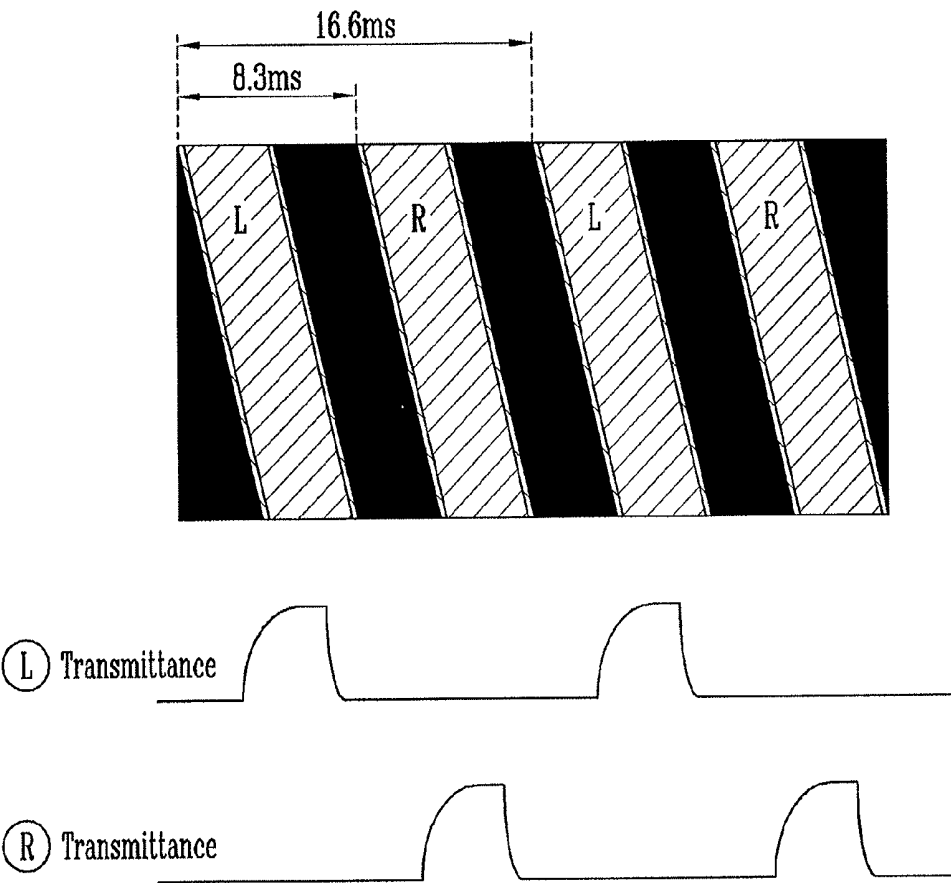 16.6ms
8.3ms
L
R
L
R
L Transmittance
R Transmittance